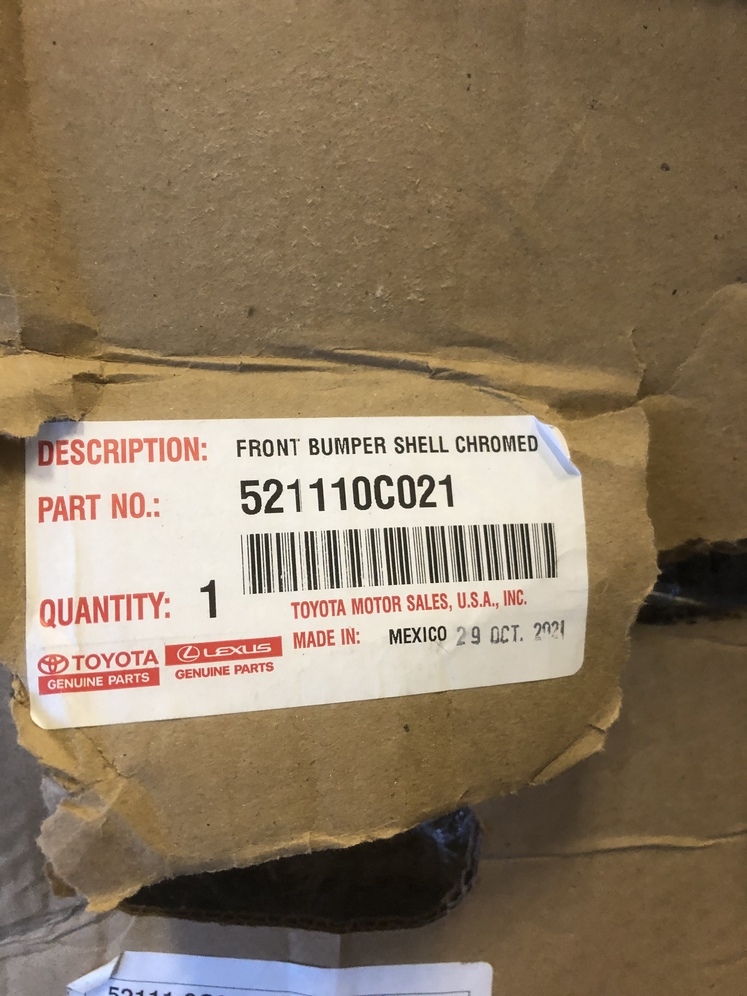 DESCRIPTION: FRONT BUMPER SHELL CHROMED
PART NO.: 521110C021
QUANTITY: 1
TOYOTA MOTOR SALES, U.S.A., INC.
MADE IN: MEXICO 29 OCT. 2021
TOYOTA
GENUINE PARTS
LEXUS
GENUINE PARTS
52111